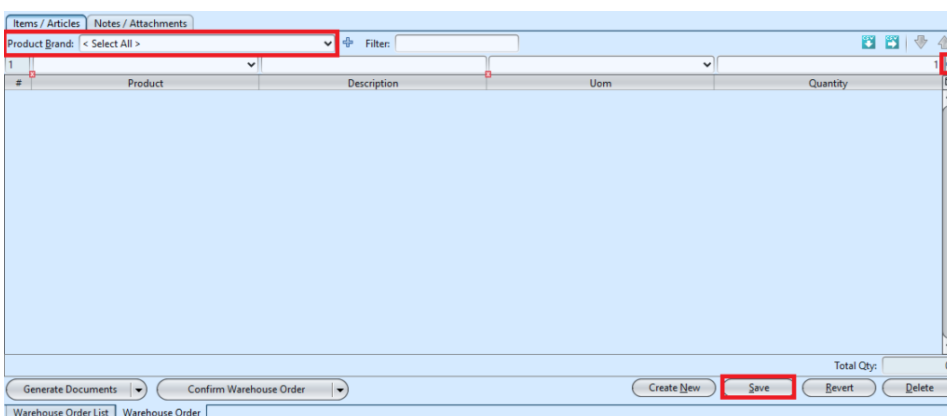 Items / Articles Notes / Attachments
Product Brand: < Select All > Filter:
1 1
# Product Description Uom Quantity
Total Qty:
Generate Documents Confirm Warehouse Order Create New Save Revert Delete
Warehouse Order List Warehouse Order